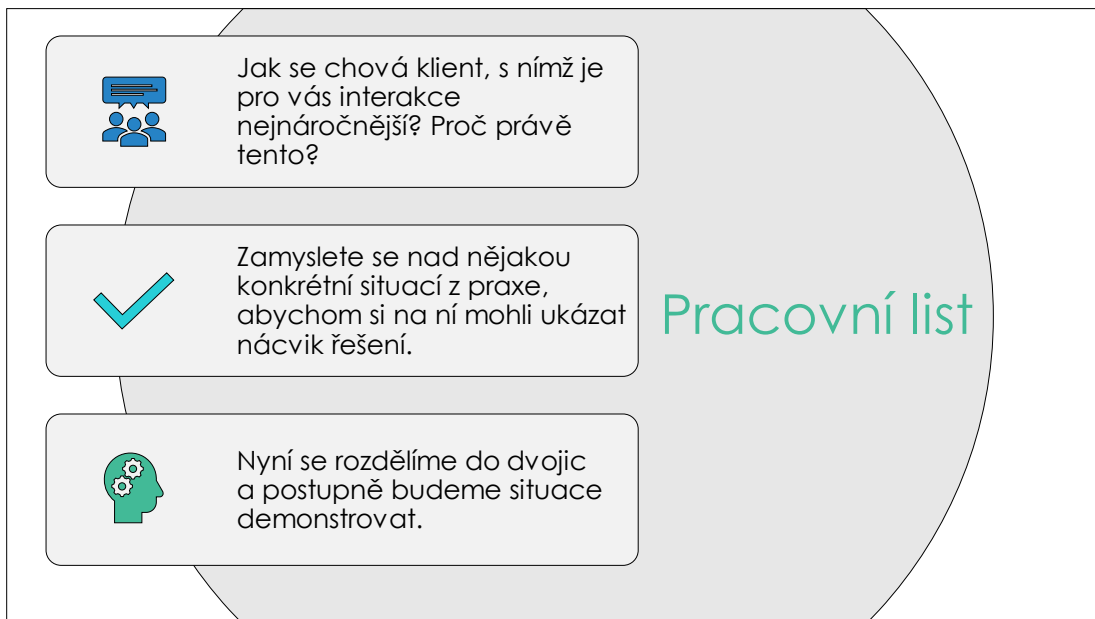 Jak se chová klient, s nímž je
pro vás interakce
nejnáročnější? Proč právě
tento?
Zamyslete se nad nějakou
konkrétní situací z praxe,
abychom si na ní mohli ukázat
nácvik řešení.
Pracovní list
Nyní se rozdělíme do dvojic
a postupně budeme situace
demonstrovat.